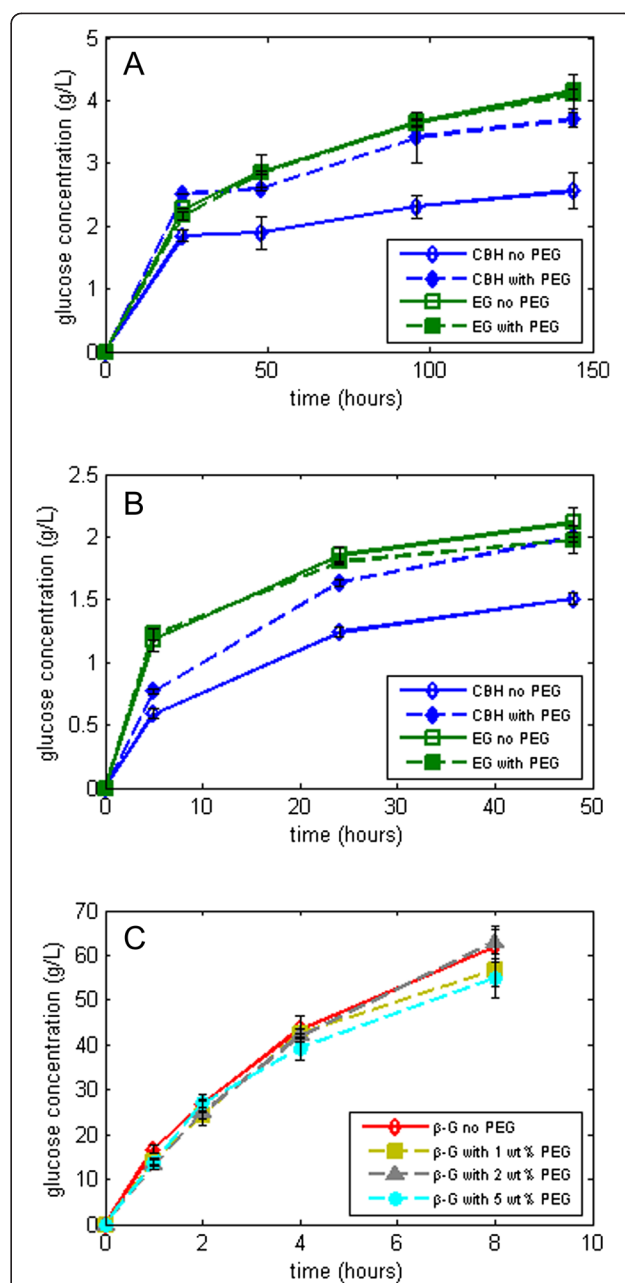 A
glucose concentration (g/L)
5
4
3
2
1
0
0 50 100 150
time (hours)
CBH no PEG
CBH with PEG
EG no PEG
EG with PEG
B
glucose concentration (g/L)
2.5
2
1.5
1
0.5
0
0 10 20 30 40 50
time (hours)
CBH no PEG
CBH with PEG
EG no PEG
EG with PEG
C
glucose concentration (g/L)
70
60
50
40
30
20
10
0
0 2 4 6 8 10
time (hours)
β-G no PEG
β-G with 1 wt% PEG
β-G with 2 wt% PEG
β-G with 5 wt% PEG